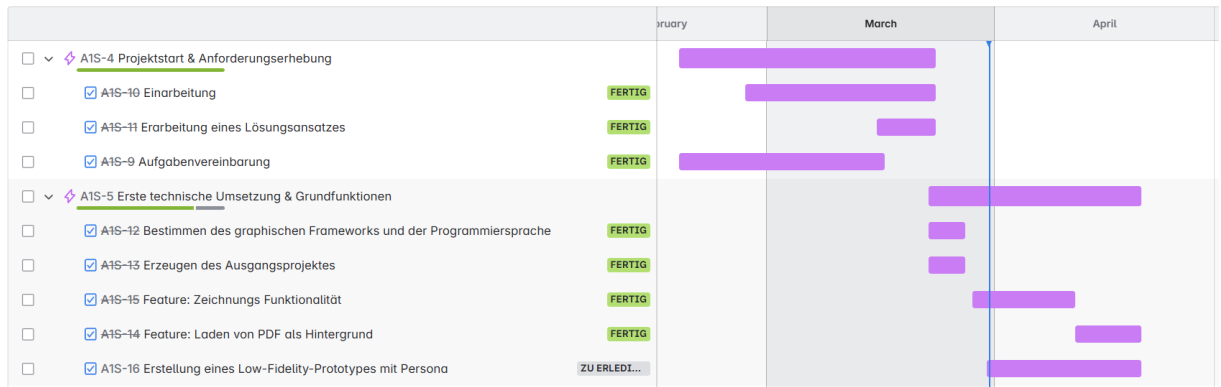 bruary
March
April
A1S-4 Projektstart & Anforderungserhebung
A1S-10 Einarbeitung FERTIG
A1S-11 Erarbeitung eines Lösungsansatzes FERTIG
A1S-9 Aufgabenvereinbarung FERTIG
A1S-5 Erste technische Umsetzung & Grundfunktionen
A1S-12 Bestimmen des graphischen Frameworks und der Programmiersprache FERTIG
A1S-13 Erzeugen des Ausgangsprojektes FERTIG
A1S-15 Feature: Zeichnungs Funktionalität FERTIG
A1S-14 Feature: Laden von PDF als Hintergrund FERTIG
A1S-16 Erstellung eines Low-Fidelity-Prototypes mit Persona ZU ERLEDI...